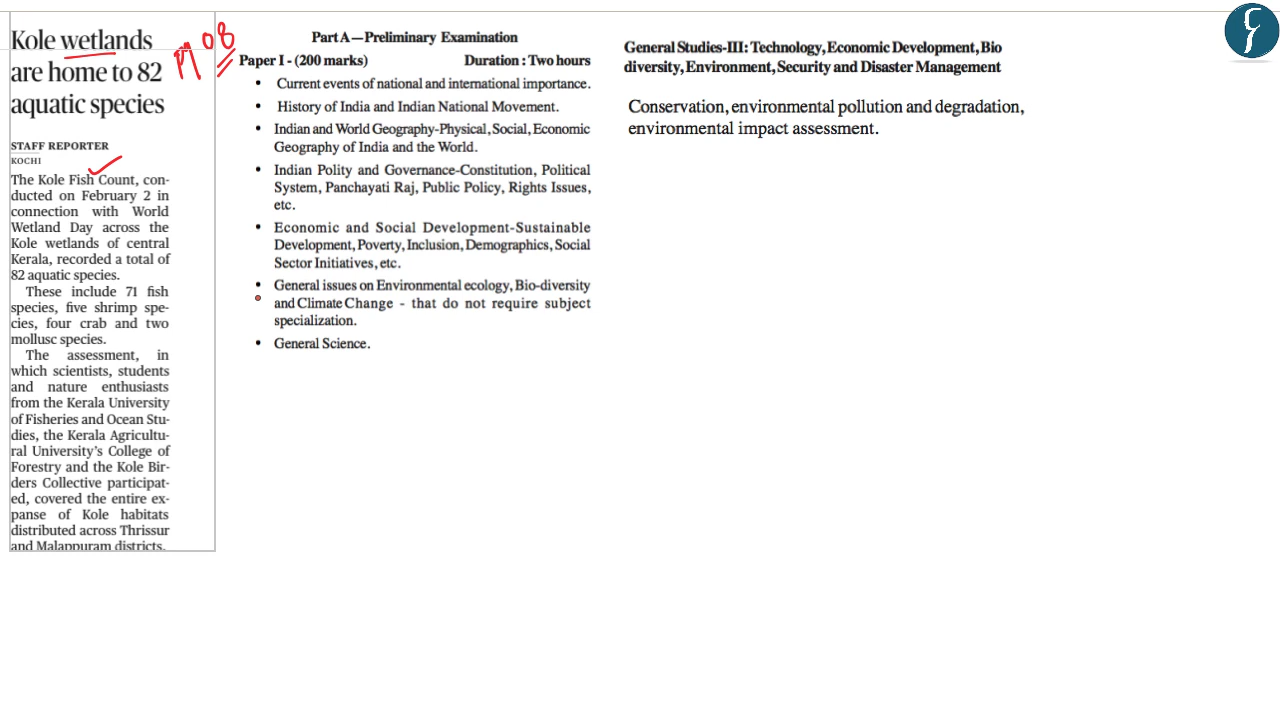 Kole wetlands
are home to 82
aquatic species
Pg 08
STAFF REPORTER
KOCHI
The Kole Fish Count, con-
ducted on February 2 in
connection with World
Wetland Day across the
Kole wetlands of central
Kerala, recorded a total of
82 aquatic species.
These include 71 fish
species, five shrimp spe-
cies, four crab and two
mollusc species.
The assessment, in
which scientists, students
and nature enthusiasts
from the Kerala University
of Fisheries and Ocean Stu-
dies, the Kerala Agricultu-
ral University's College of
Forestry and the Kole Bir-
ders Collective participat-
ed, covered the entire ex-
panse of Kole habitats
distributed across Thrissur
and Malappuram districts.
Part A—Preliminary Examination
Paper I - (200 marks) Duration : Two hours
• Current events of national and international importance.
• History of India and Indian National Movement.
• Indian and World Geography-Physical, Social, Economic
Geography of India and the World.
• Indian Polity and Governance-Constitution, Political
System, Panchayati Raj, Public Policy, Rights Issues,
etc.
• Economic and Social Development-Sustainable
Development, Poverty, Inclusion, Demographics, Social
Sector Initiatives, etc.
• General issues on Environmental ecology, Bio-diversity
and Climate Change - that do not require subject
specialization.
• General Science.
General Studies-III: Technology, Economic Development, Bio
diversity, Environment, Security and Disaster Management
Conservation, environmental pollution and degradation,
environmental impact assessment.